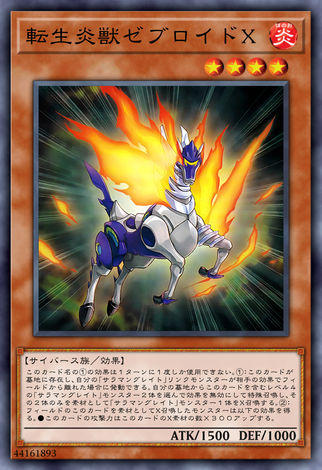 転生炎獣ゼブロイドX
ほのお
炎
【サイバース族/効果】
このカード名の①の効果は1ターンに1度しか使用できない。①:このカードが
墓地に存在し、自分の「サラマングレイト」リンクモンスターが相手の効果でフィー
ルドから離れた場合に発動できる。自分の墓地からこのカードを含むレベル4
の「サラマングレイト」モンスター2体を選んで効果を無効にして特殊召喚し、そ
の2体のみを素材として「サラマングレイト」モンスター1体をX召喚する。②:
フィールドのこのカードを素材としてX召喚したモンスターは以下の効果を得
る。●このカードの攻撃力はこのカードのX素材の数×300アップする。
ATK/1500 DEF/1000
44161893